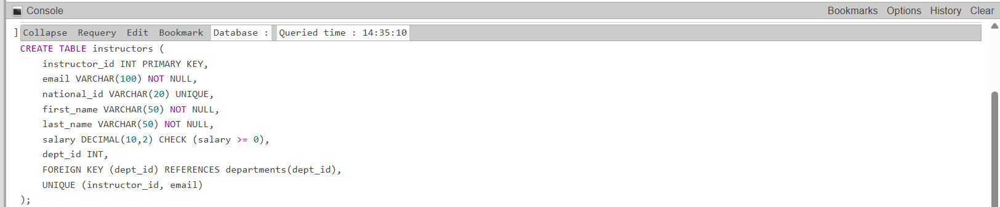 Console Bookmarks Options History Clear
] Collapse Requery Edit Bookmark Database : Queried time : 14:35:10
CREATE TABLE instructors (
    instructor_id INT PRIMARY KEY,
    email VARCHAR(100) NOT NULL,
    national_id VARCHAR(20) UNIQUE,
    first_name VARCHAR(50) NOT NULL,
    last_name VARCHAR(50) NOT NULL,
    salary DECIMAL(10,2) CHECK (salary >= 0),
    dept_id INT,
    FOREIGN KEY (dept_id) REFERENCES departments(dept_id),
    UNIQUE (instructor_id, email)
);